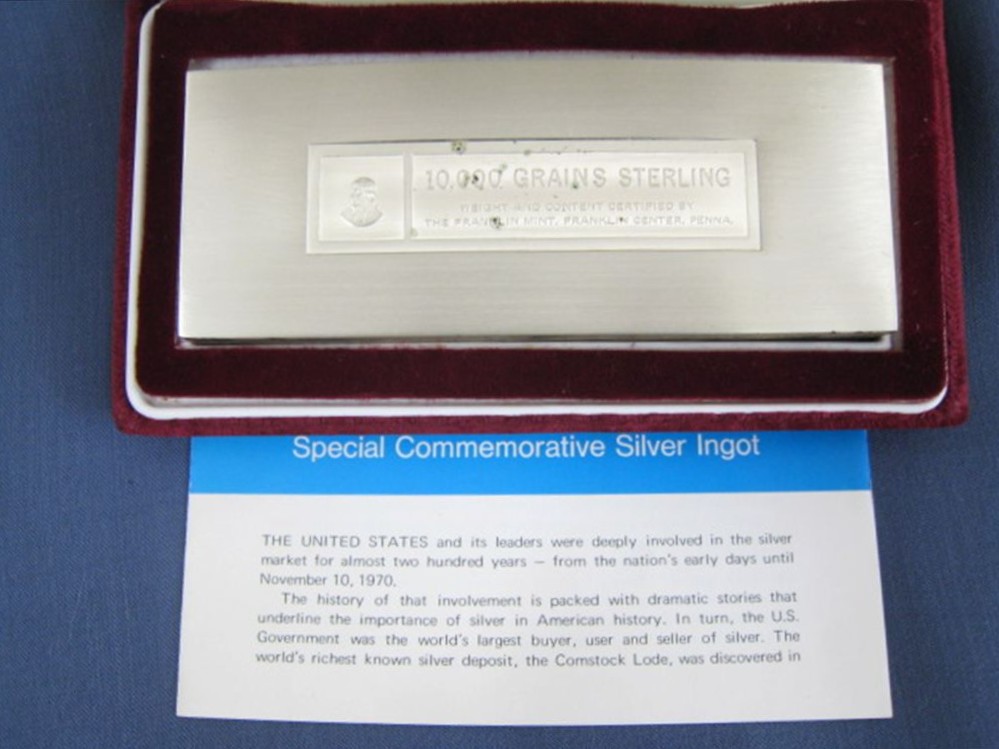 10,000 GRAINS STERLING
WEIGHT AND CONTENT CERTIFIED BY
THE FRANKLIN MINT, FRANKLIN CENTER, PENNA.
Special Commemorative Silver Ingot
THE UNITED STATES and its leaders were deeply involved in the silver
market for almost two hundred years – from the nation's early days until
November 10, 1970.
The history of that involvement is packed with dramatic stories that
underline the importance of silver in American history. In turn, the U.S.
Government was the world's largest buyer, user and seller of silver. The
world's richest known silver deposit, the Comstock Lode, was discovered in